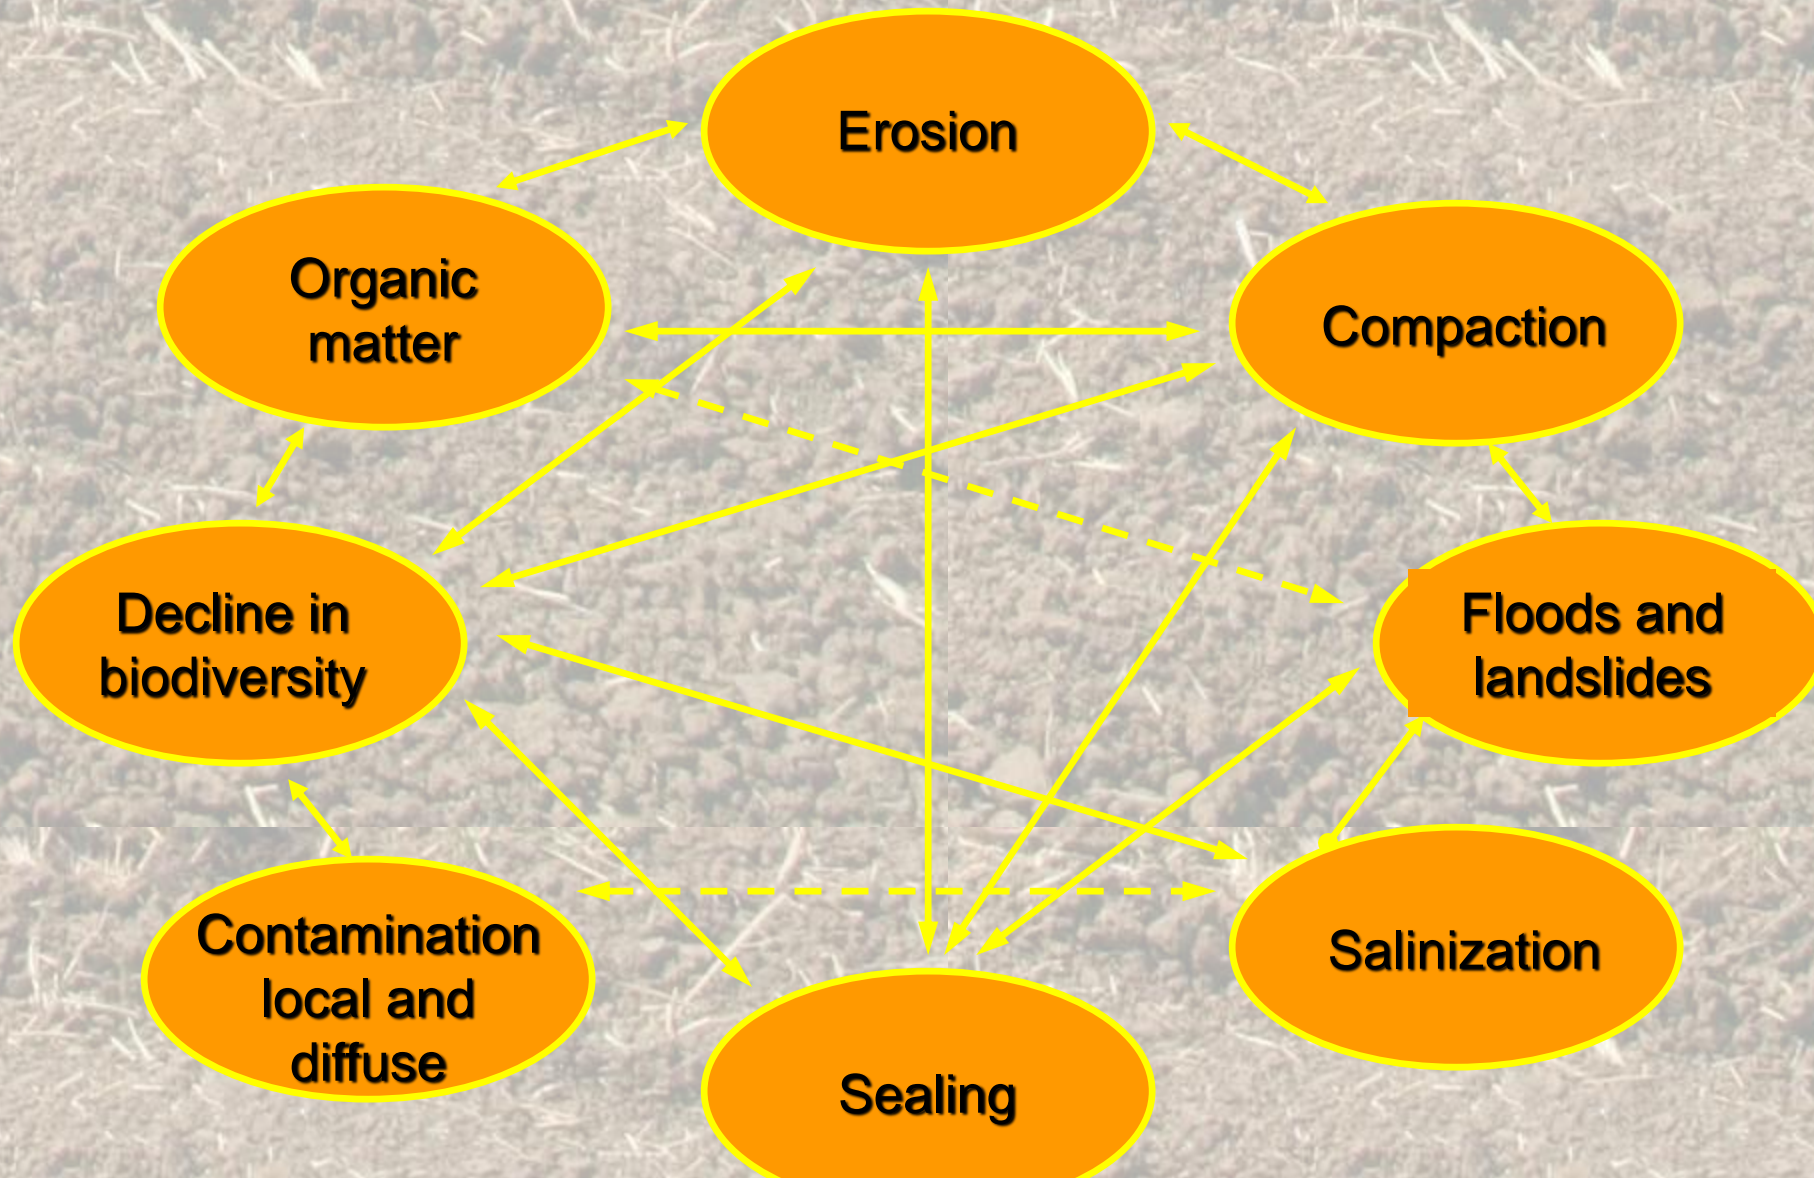 Erosion
Organic
matter
Compaction
Decline in
biodiversity
Floods and
landslides
Contamination
local and
diffuse
Salinization
Sealing